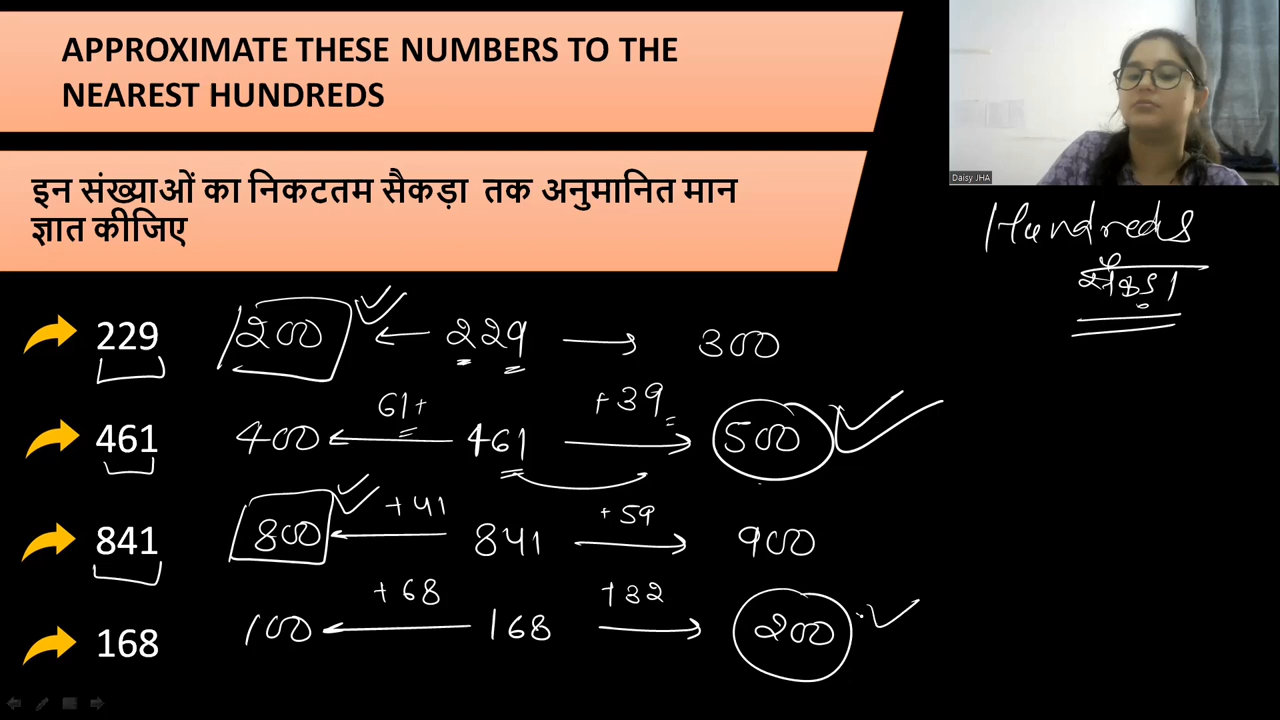 APPROXIMATE THESE NUMBERS TO THE
NEAREST HUNDREDS
इन संख्याओं का निकटतम सैकड़ा तक अनुमानित मान
ज्ञात कीजिए
Daisy JHA
Hundreds
सैकड़ा
229 200 ← 229 → 300
61+ +39
461 400 ← 461 → 500
+41 +59
841 800 ← 841 → 900
+68 +32
168 100 ← 168 → 200